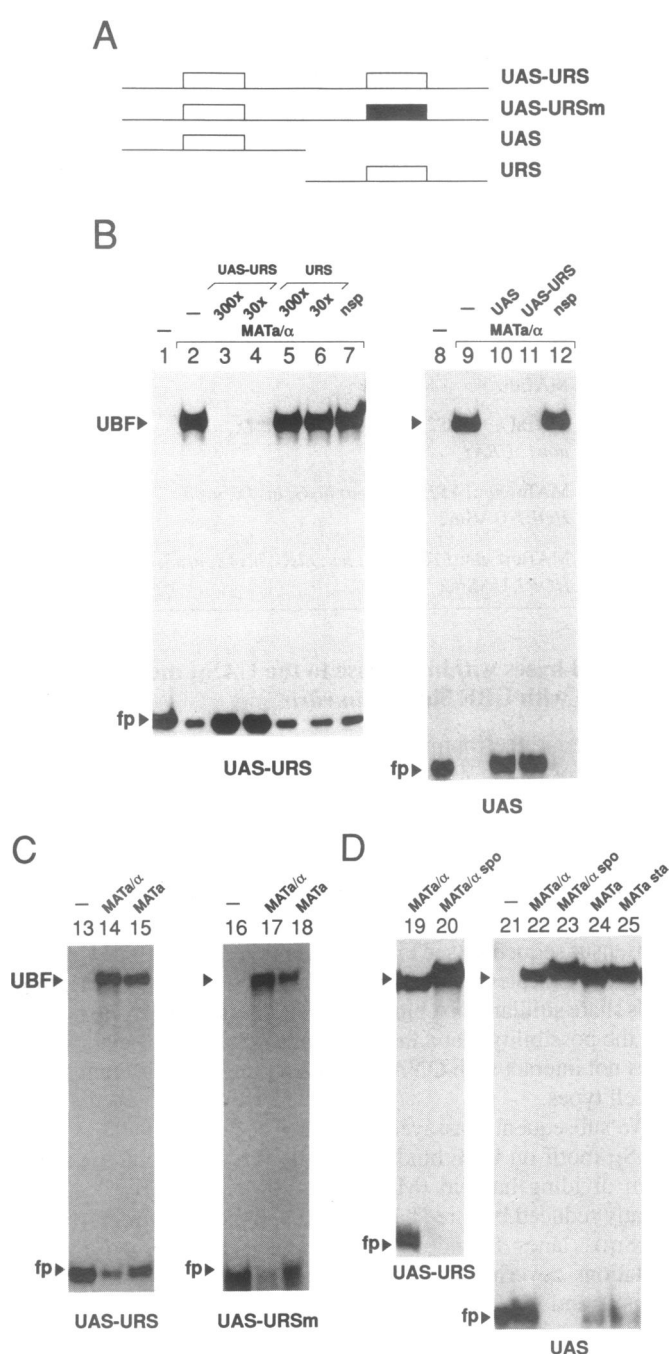 A
UAS-URS
UAS-URSm
UAS
URS
B
UAS-URS URS
— 300x 30x 300x 30x nsp
— MATa/α
1 2 3 4 5 6 7
UBF
fp
UAS-URS
— UAS UAS-URS nsp
— MATa/α
8 9 10 11 12
fp
UAS
C
— MATa/α MATa
13 14 15
UBF
fp
UAS-URS
— MATa/α MATa
16 17 18
fp
UAS-URSm
D
MATa/α MATa/α spo
19 20
fp
UAS-URS
— MATa/α MATa/α spo MATa MATa sta
21 22 23 24 25
fp
UAS